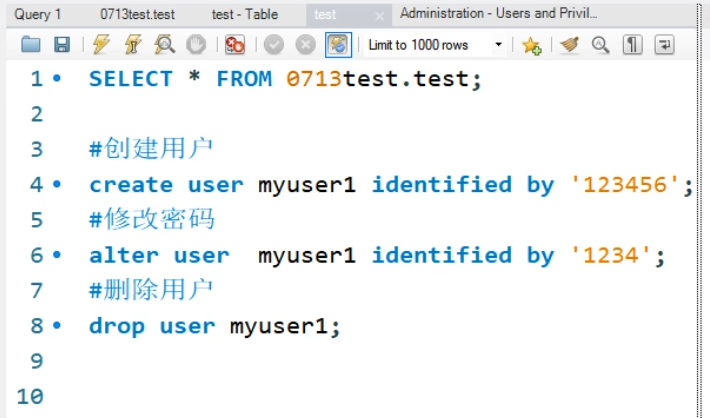 Query 1 0713test.test test - Table test Administration - Users and Privil...
Limit to 1000 rows
1 SELECT * FROM 0713test.test;
2
3 #创建用户
4 create user myuser1 identified by '123456';
5 #修改密码
6 alter user  myuser1 identified by '1234';
7 #删除用户
8 drop user myuser1;
9
10